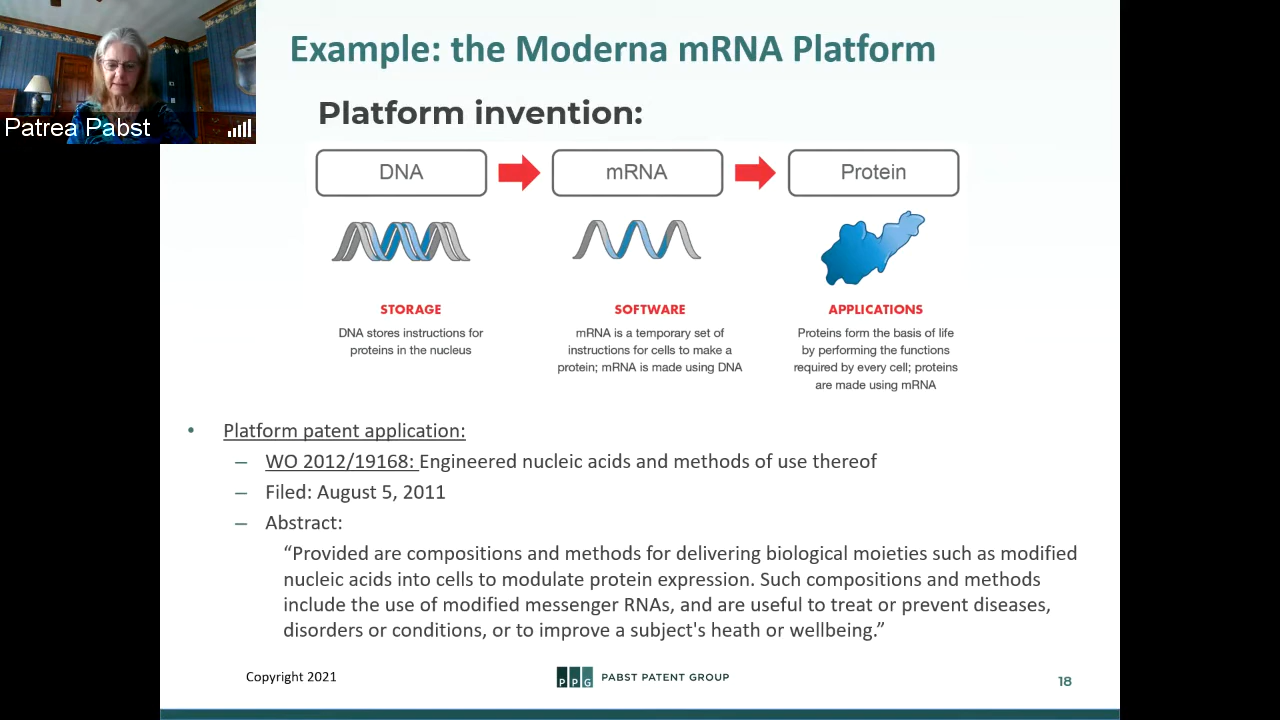 Example: the Moderna mRNA Platform
Patrea Pabst
Platform invention:
DNA
mRNA
Protein
STORAGE
DNA stores instructions for
proteins in the nucleus
SOFTWARE
mRNA is a temporary set of
instructions for cells to make a
protein; mRNA is made using DNA
APPLICATIONS
Proteins form the basis of life
by performing the functions
required by every cell; proteins
are made using mRNA
• Platform patent application:
– WO 2012/19168: Engineered nucleic acids and methods of use thereof
– Filed: August 5, 2011
– Abstract:
“Provided are compositions and methods for delivering biological moieties such as modified
nucleic acids into cells to modulate protein expression. Such compositions and methods
include the use of modified messenger RNAs, and are useful to treat or prevent diseases,
disorders or conditions, or to improve a subject's heath or wellbeing.”
Copyright 2021
PPG PABST PATENT GROUP
18